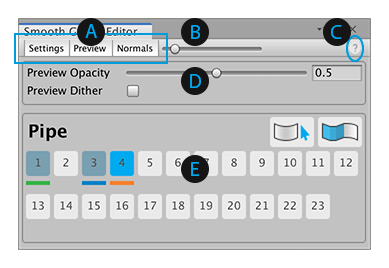 Smooth G Editor
A
B
C
Settings Preview Normals
?
Preview Opacity
0.5
D
Preview Dither
Pipe
1 2 3 4 5 6 7 8 9 10 11 12
E
13 14 15 16 17 18 19 20 21 22 23